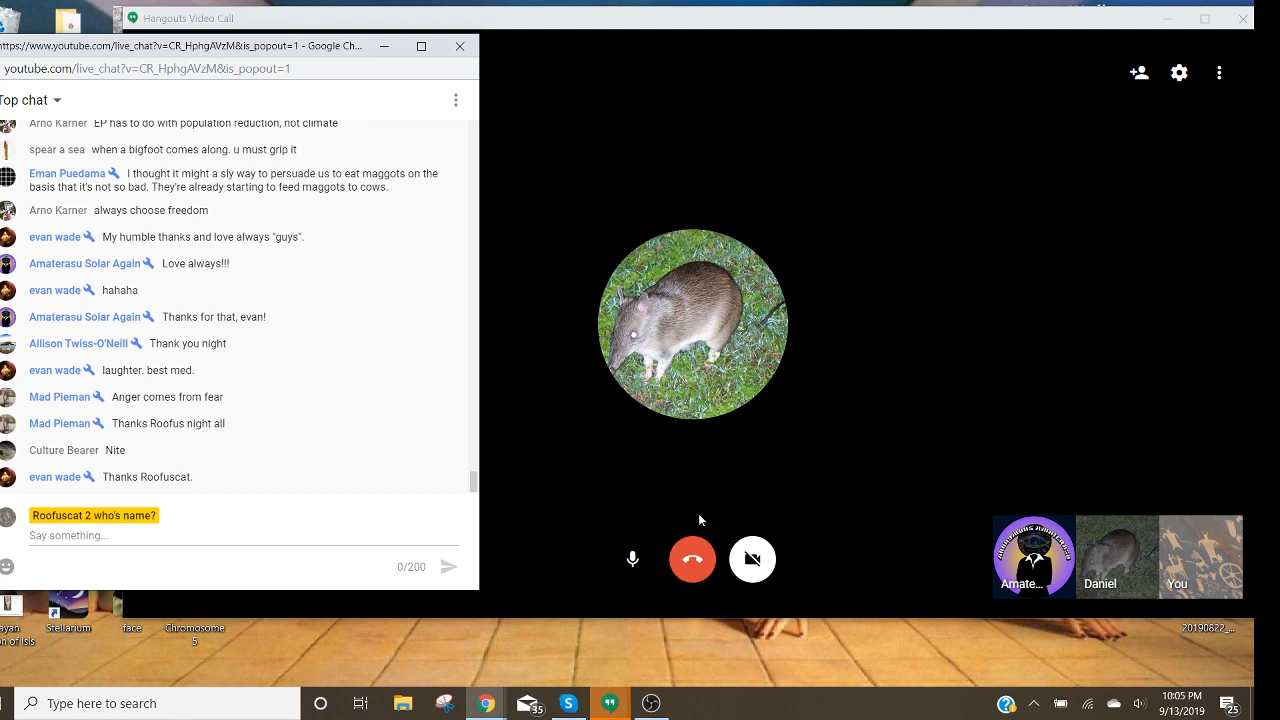 Hangouts Video Call
https://www.youtube.com/live_chat?v=CR_HphgAVzM&is_popout=1 - Google Ch...
youtube.com/live_chat?v=CR_HphgAVzM&is_popout=1
Top chat
Arno Karner EP has to do with population reduction, not climate
spear a sea when a bigfoot comes along. u must grip it
Eman Puedama I thought it might a sly way to persuade us to eat maggots on the
basis that it's not so bad. They're already starting to feed maggots to cows.
Arno Karner always choose freedom
evan wade My humble thanks and love always "guys".
Amaterasu Solar Again Love always!!!
evan wade hahaha
Amaterasu Solar Again Thanks for that, evan!
Allison Twiss-O'Neill Thank you night
evan wade laughter. best med.
Mad Pieman Anger comes from fear
Mad Pieman Thanks Roofus night all
Culture Bearer Nite
evan wade Thanks Roofuscat.
Roofuscat 2 who's name?
Say something...
0/200
Amate...
Daniel
You
ayan
on of Isis
Stellarium
face
Chromosome
5
20190822_...
Type here to search
35
10:05 PM
9/13/2019
25